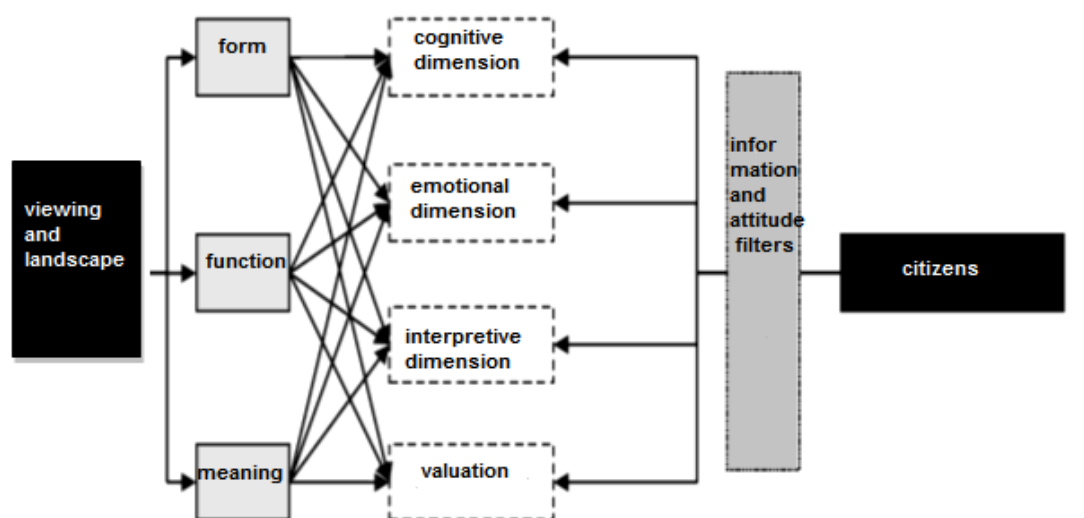 form
cognitive
dimension
viewing
and
landscape
emotional
dimension
function
interpretive
dimension
meaning
valuation
infor
mation
and
attitude
filters
citizens